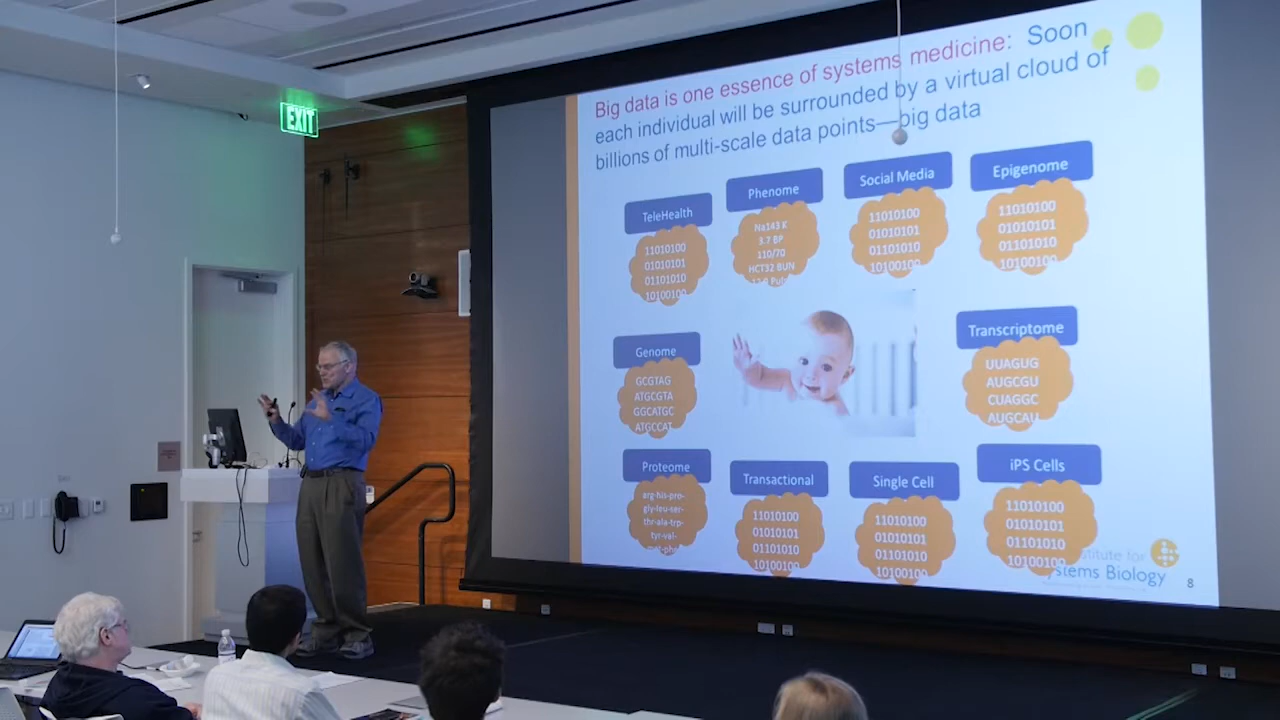 EXIT
Big data is one essence of systems medicine: Soon
each individual will be surrounded by a virtual cloud of
billions of multi-scale data points—big data
TeleHealth
11010100
01010101
01101010
10100100
Phenome
Na143 K
3.7 BP
110/70
HCT32 BUN
Social Media
11010100
01010101
01101010
10100100
Epigenome
11010100
01010101
01101010
10100100
Genome
GCGTAG
ATGCGTA
GGCATGC
ATGCCAT
Transcriptome
UUAGUG
AUGCGU
CUAGGC
AUGCAU
Proteome
arg-his-pro-
gly-leu-ser-
thr-ala-trp-
tyr-val-
Transactional
11010100
01010101
01101010
10100100
Single Cell
11010100
01010101
01101010
10100100
iPS Cells
11010100
01010101
01101010
10100100
for
Biology
8